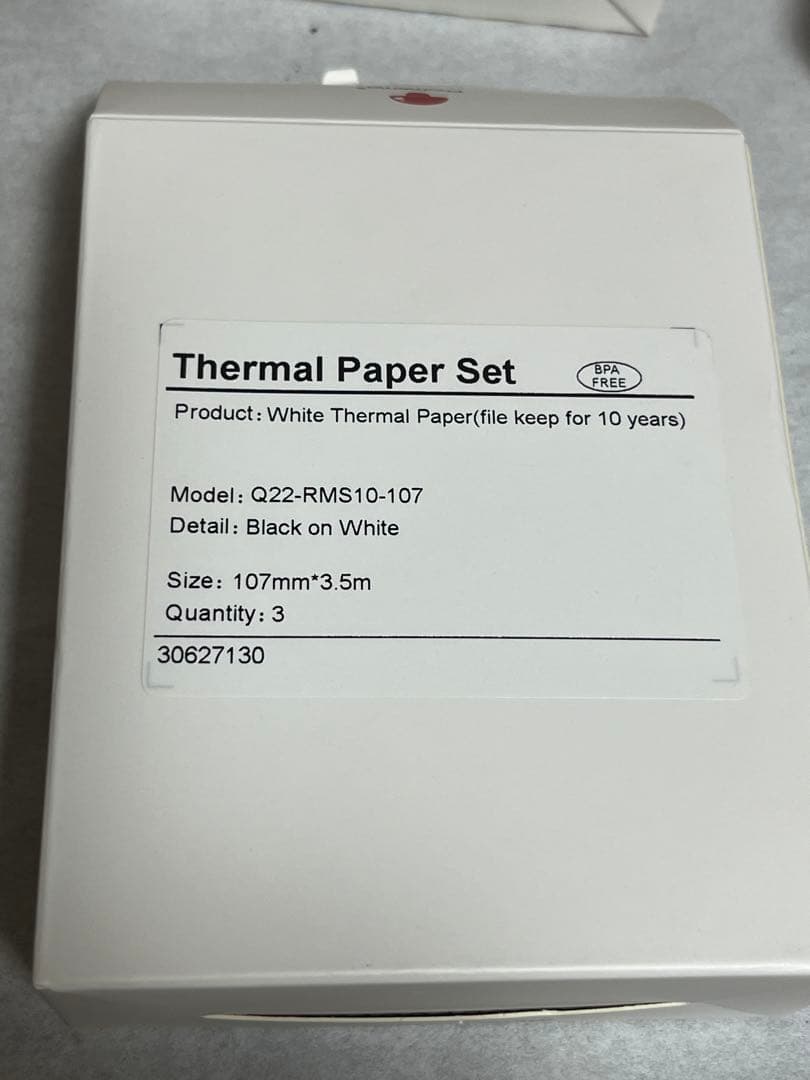 Thermal Paper Set
BPA
FREE
Product: White Thermal Paper(file keep for 10 years)
Model: Q22-RMS10-107
Detail: Black on White
Size: 107mm*3.5m
Quantity: 3
30627130